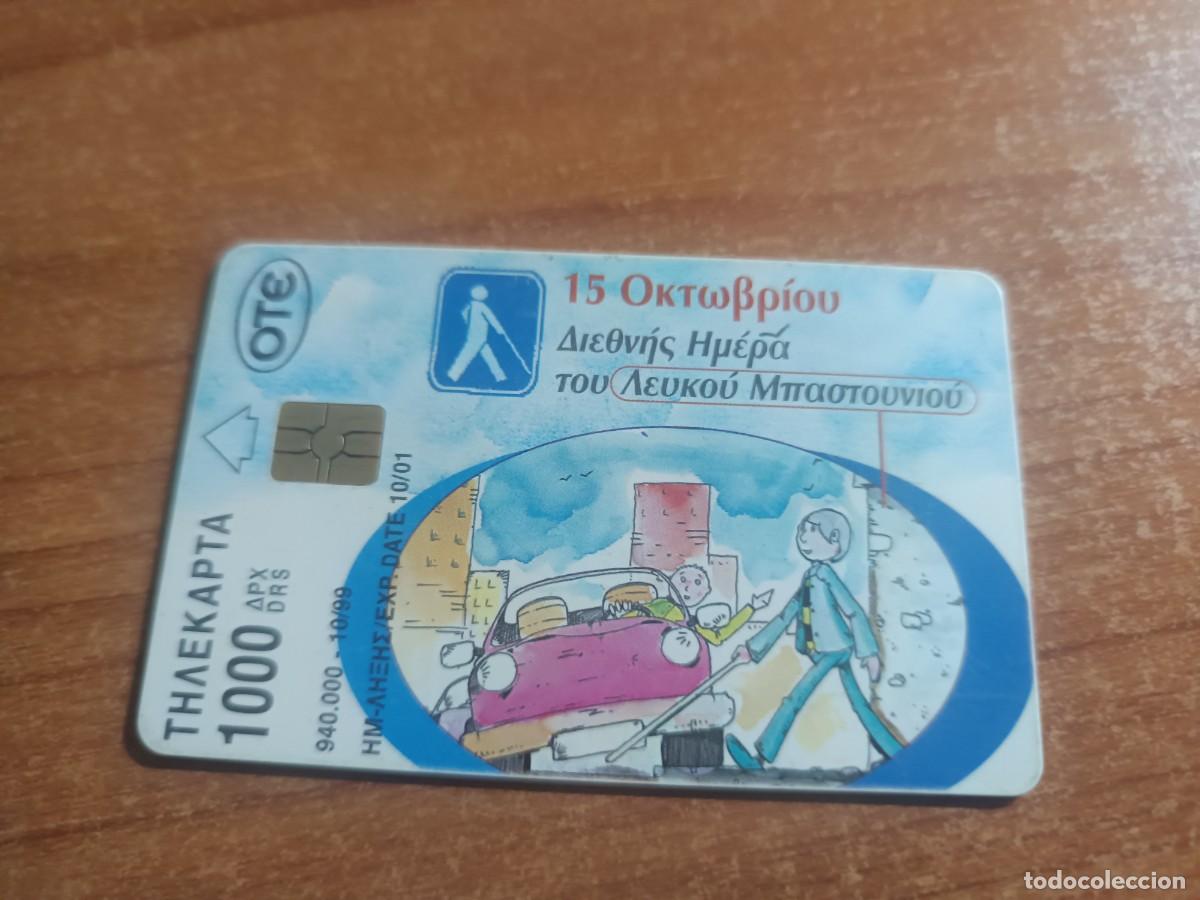 OTE
15 Οκτωβρίου
Διεθνής Ημέρα
του Λευκού Μπαστουνιού
ΤΗΛΕΚΑΡΤΑ
1000 ΔΡΧ
DRS
940.000 - 10/99
ΗΜ-ΛΗΞΗΣ/EXP.DATE 10/01
todocoleccion